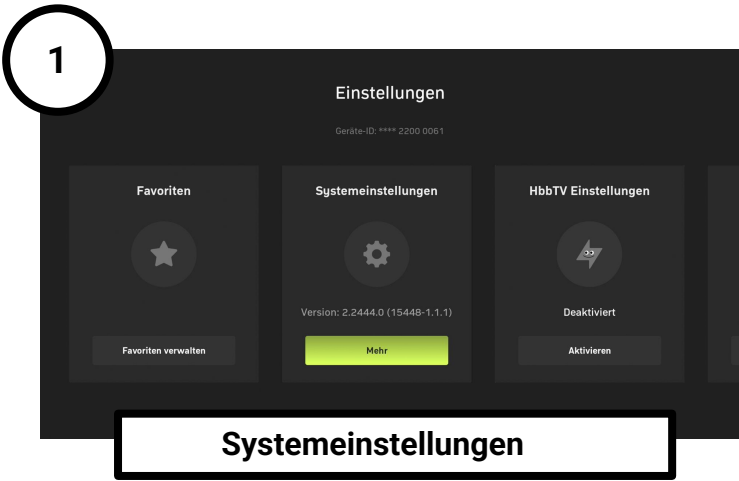 1
Einstellungen
Geräte-ID: **** 2200 0061
Favoriten
Systemeinstellungen
HbbTV Einstellungen
Version: 2.2444.0 (15448-1.1.1)
Deaktiviert
Favoriten verwalten
Mehr
Aktivieren
Systemeinstellungen